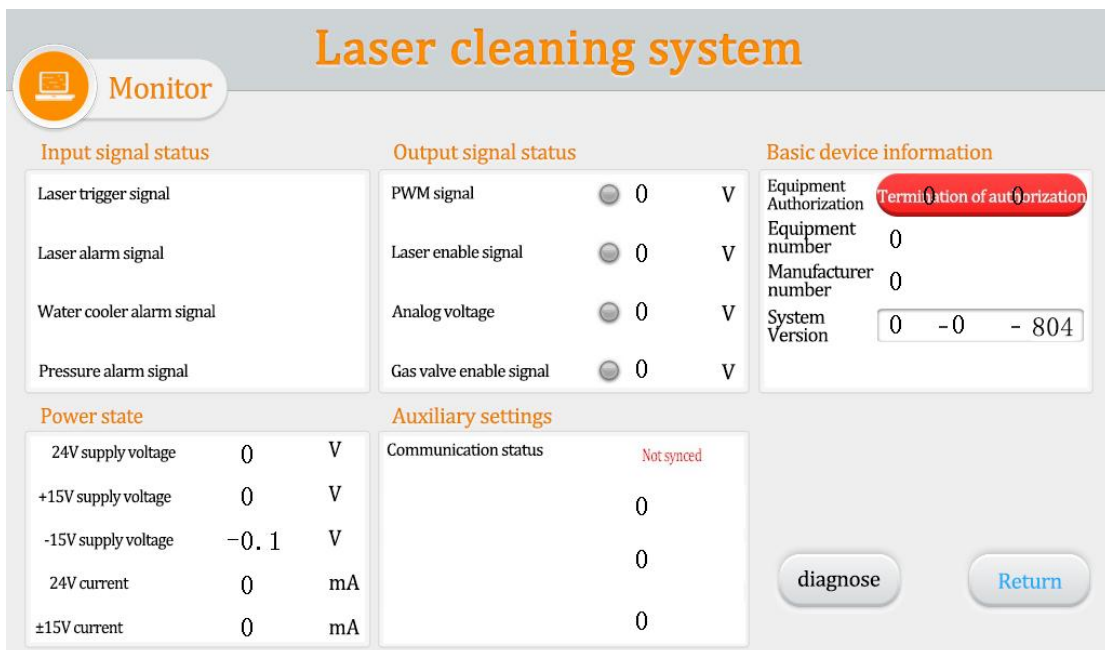 Laser cleaning system
Monitor
Input signal status
Laser trigger signal
Laser alarm signal
Water cooler alarm signal
Pressure alarm signal
Output signal status
PWM signal 0 V
Laser enable signal 0 V
Analog voltage 0 V
Gas valve enable signal 0 V
Basic device information
Equipment
Authorization
Termination of authorization
0 0
Equipment
number 0
Manufacturer
number 0
System
Version 0 -0 - 804
Power state
24V supply voltage 0 V
+15V supply voltage 0 V
-15V supply voltage -0.1 V
24V current 0 mA
±15V current 0 mA
Auxiliary settings
Communication status Not synced
0
0
0
diagnose
Return